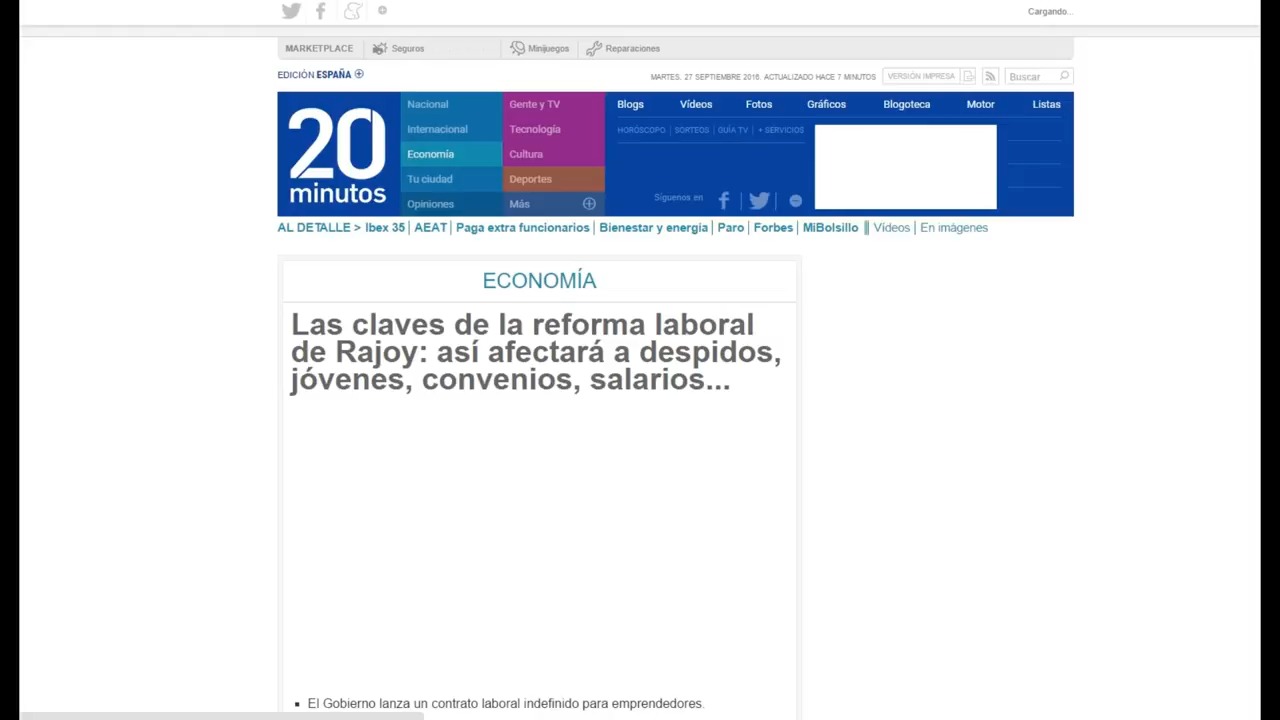 Cargando...
MARKETPLACE Seguros Minijuegos Reparaciones
EDICIÓN ESPAÑA
MARTES, 27 SEPTIEMBRE 2016. ACTUALIZADO HACE 7 MINUTOS VERSIÓN IMPRESA Buscar
20
minutos
Nacional
Internacional
Economía
Tu ciudad
Opiniones
Gente y TV
Tecnología
Cultura
Deportes
Más
Blogs Vídeos Fotos Gráficos Blogoteca Motor Listas
HORÓSCOPO | SORTEOS | GUÍA TV | + SERVICIOS
Síguenos en
AL DETALLE > Ibex 35 | AEAT | Paga extra funcionarios | Bienestar y energía | Paro | Forbes | MiBolsillo || Vídeos | En imágenes
ECONOMÍA
Las claves de la reforma laboral
de Rajoy: así afectará a despidos,
jóvenes, convenios, salarios...
El Gobierno lanza un contrato laboral indefinido para emprendedores.